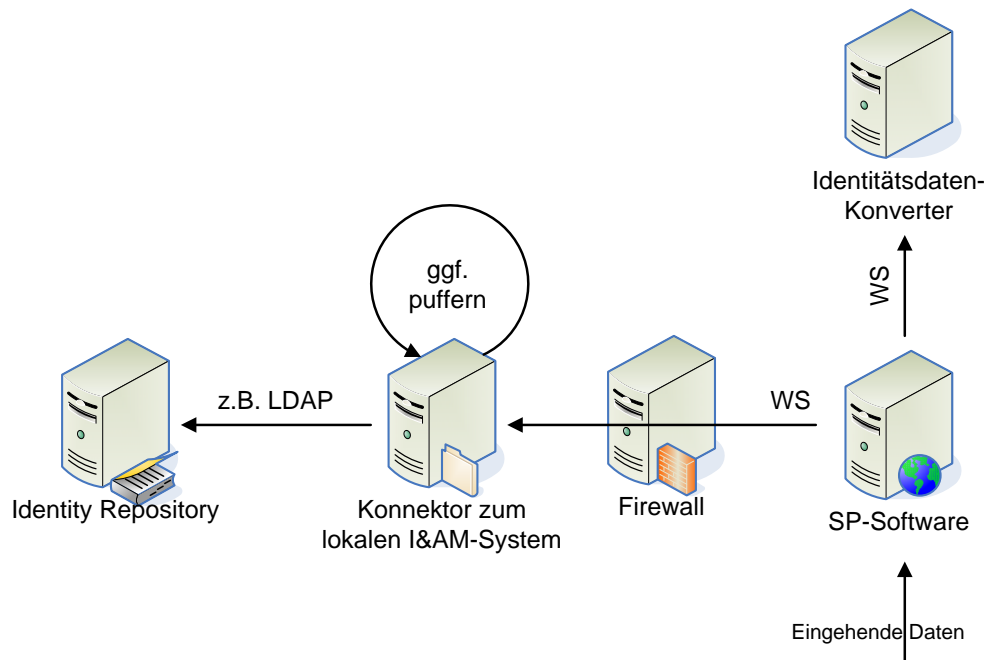 Identitätsdaten-
Konverter
WS
ggf.
puffern
z.B. LDAP
WS
Identity Repository
Konnektor zum
lokalen I&AM-System
Firewall
SP-Software
Eingehende Daten